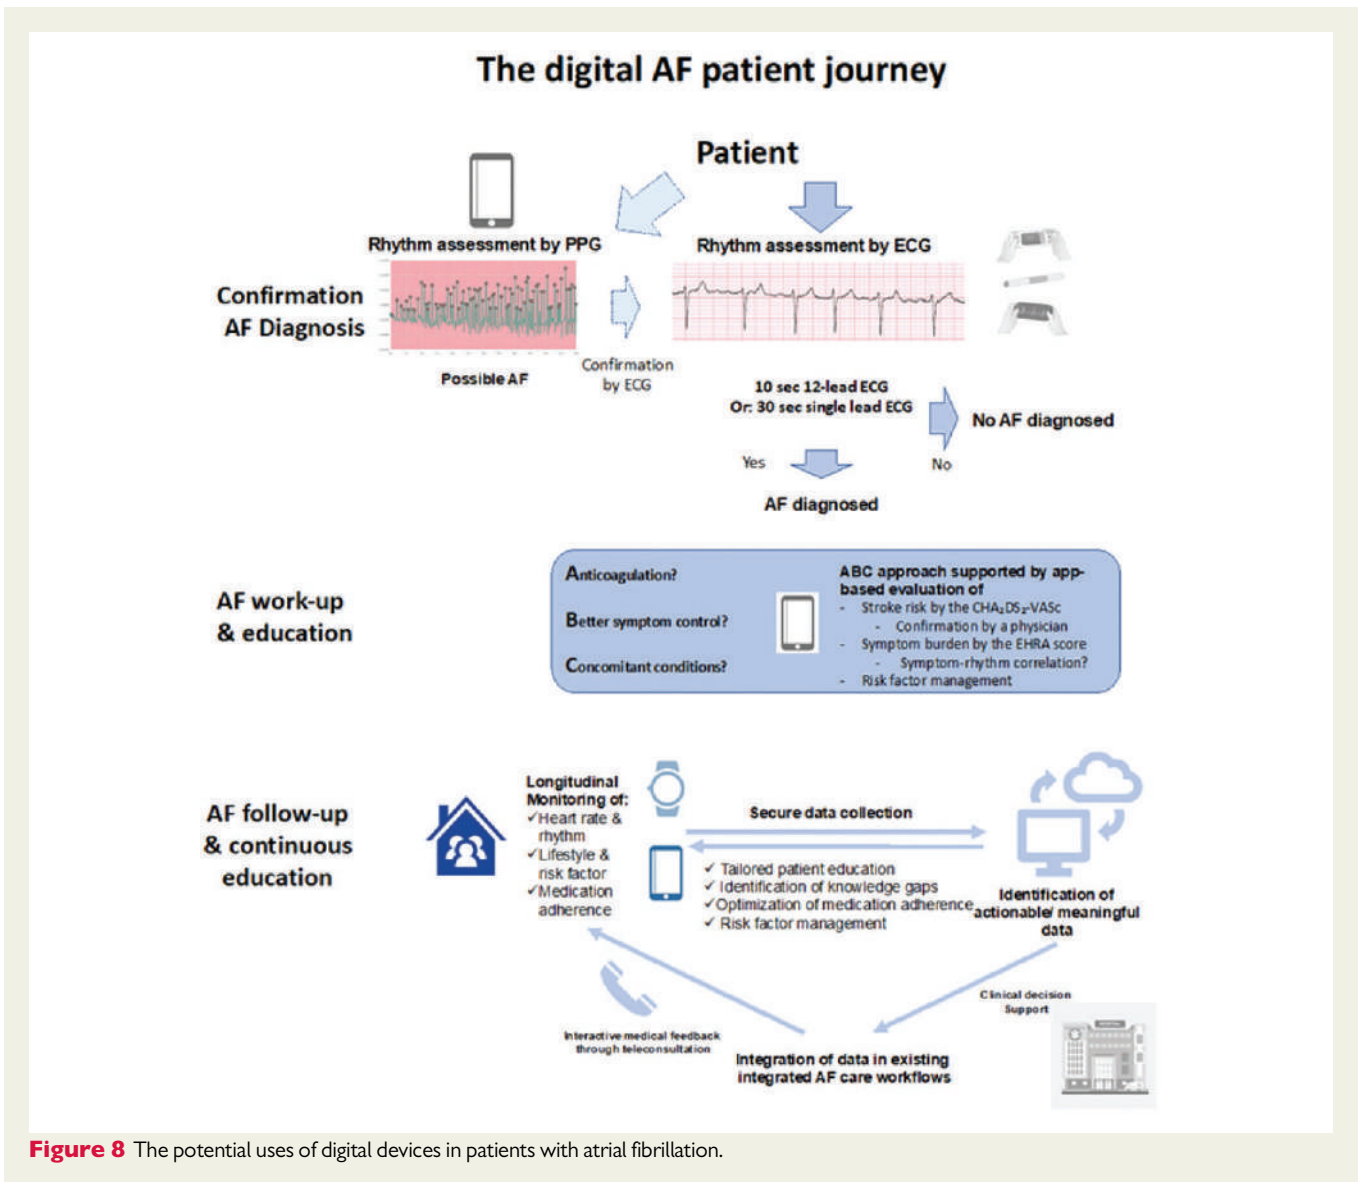 The digital AF patient journey
Patient
Rhythm assessment by PPG
Rhythm assessment by ECG
Confirmation
AF Diagnosis
Possible AF
Confirmation
by ECG
10 sec 12-lead ECG
Or: 30 sec single lead ECG
No AF diagnosed
Yes
No
AF diagnosed
AF work-up
& education
Anticoagulation?
Better symptom control?
Concomitant conditions?
ABC approach supported by app-
based evaluation of
- Stroke risk by the CHA₂DS₂-VASc
- Confirmation by a physician
- Symptom burden by the EHRA score
- Symptom-rhythm correlation?
- Risk factor management
AF follow-up
& continuous
education
Longitudinal
Monitoring of:
✓Heart rate &
rhythm
✓Lifestyle &
risk factor
✓Medication
adherence
Secure data collection
✓ Tailored patient education
✓ Identification of knowledge gaps
✓Optimization of medication adherence
✓ Risk factor management
Identification of
actionable/ meaningful
data
Clinical decision
Support
Interactive medical feedback
through teleconsultation
Integration of data in existing
integrated AF care workflows
Figure 8 The potential uses of digital devices in patients with atrial fibrillation.